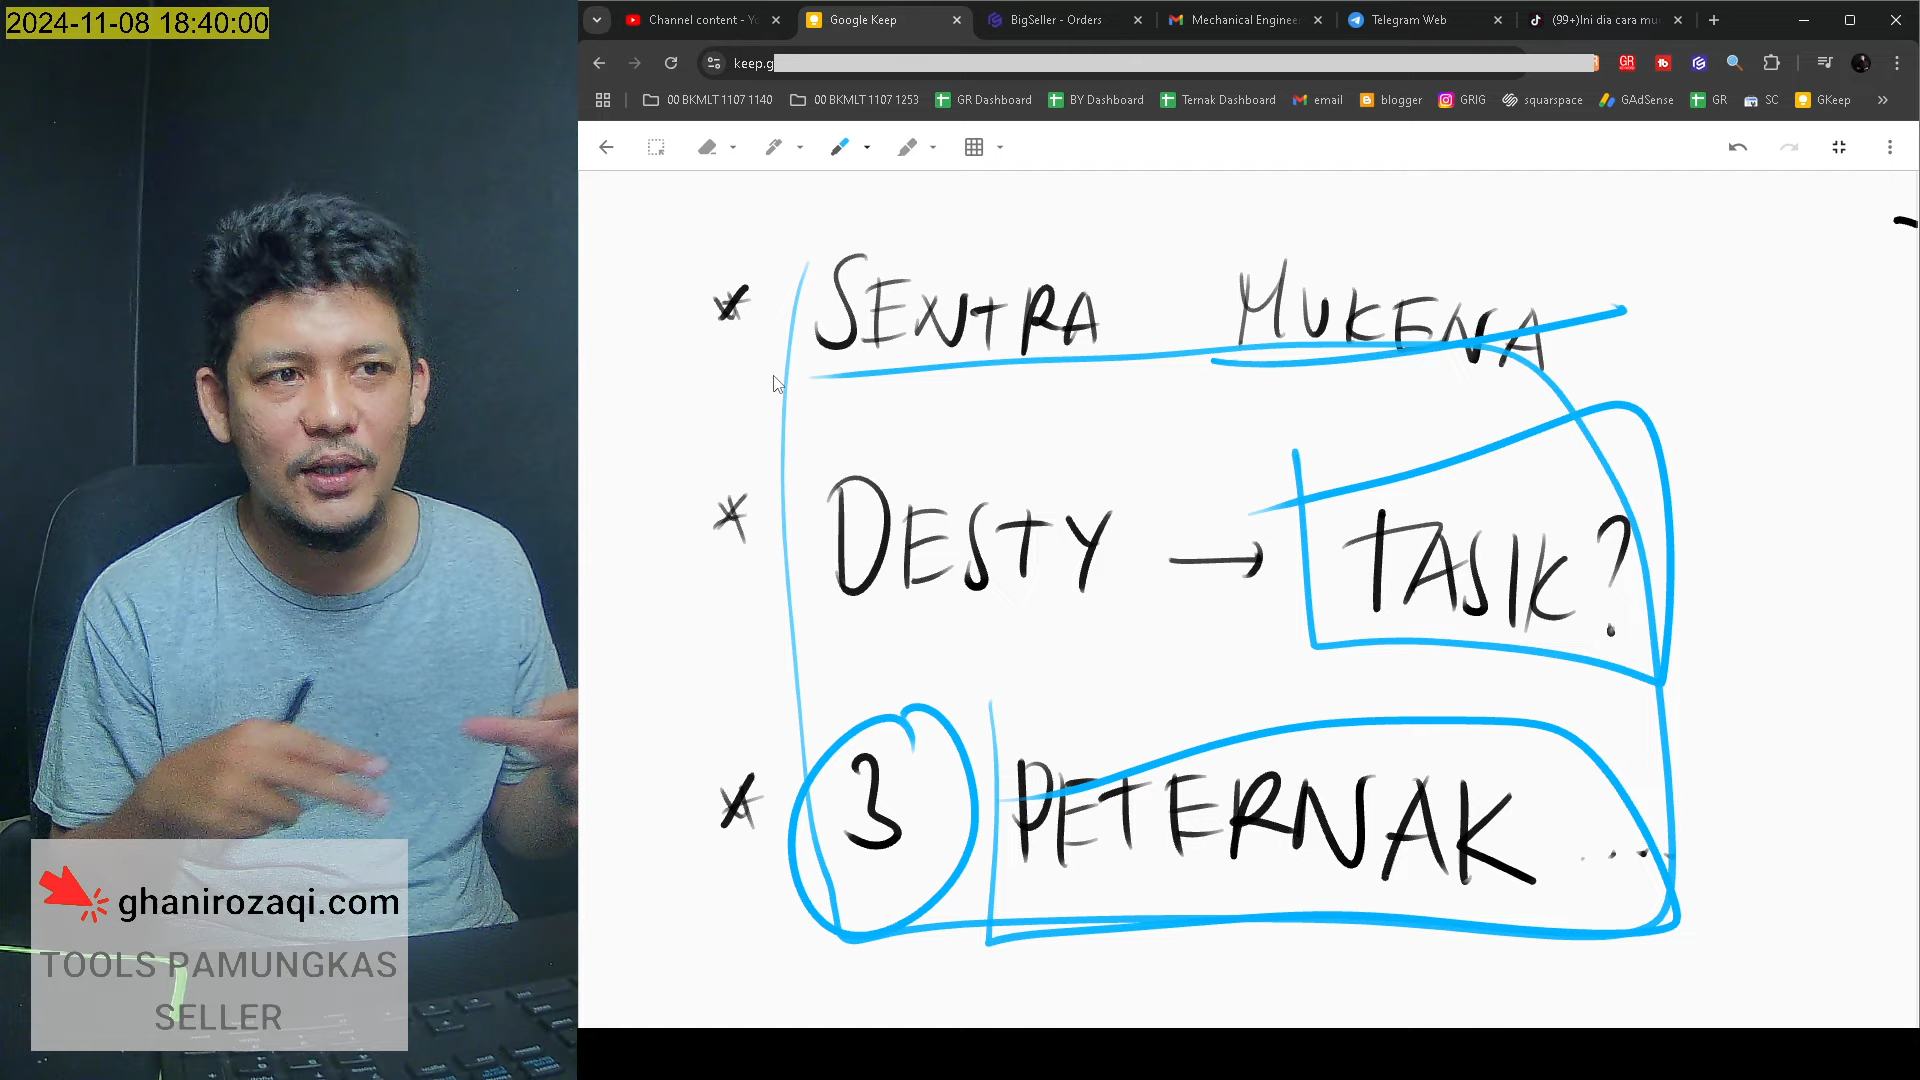 2024-11-08 18:40:00
Channel content - Yo
Google Keep
BigSeller - Orders
Mechanical Enginee
Telegram Web
(99+)Ini dia cara mu
keep.g
00 BKMLT 1107 1140
00 BKMLT 1107 1253
GR Dashboard
BY Dashboard
Ternak Dashboard
email
blogger
GRIG
squarspace
GAdSense
GR
SC
GKeep
* SENTRA MUKENA
* DESTY → TASIK?
* 3 PETERNAK ....
ghanirozaqi.com
TOOLS PAMUNGKAS
SELLER